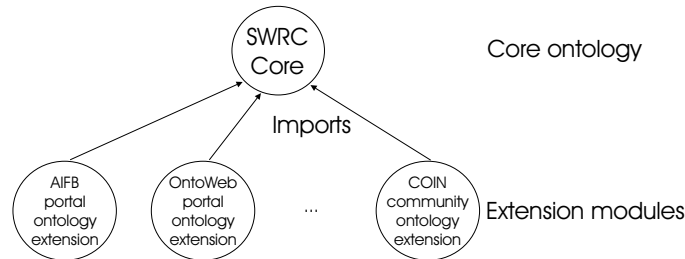 SWRC
Core
Core ontology
Imports
AIFB
portal
ontology
extension
OntoWeb
portal
ontology
extension
...
COIN
community
ontology
extension
Extension modules